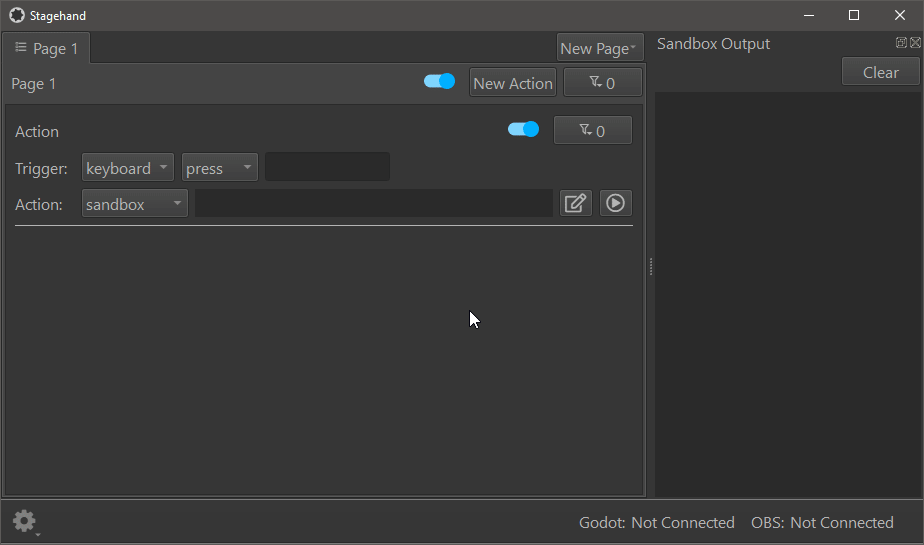 Stagehand
Page 1
New Page
Sandbox Output
Page 1
New Action
0
Clear
Action
0
Trigger: keyboard press
Action: sandbox
Godot: Not Connected OBS: Not Connected